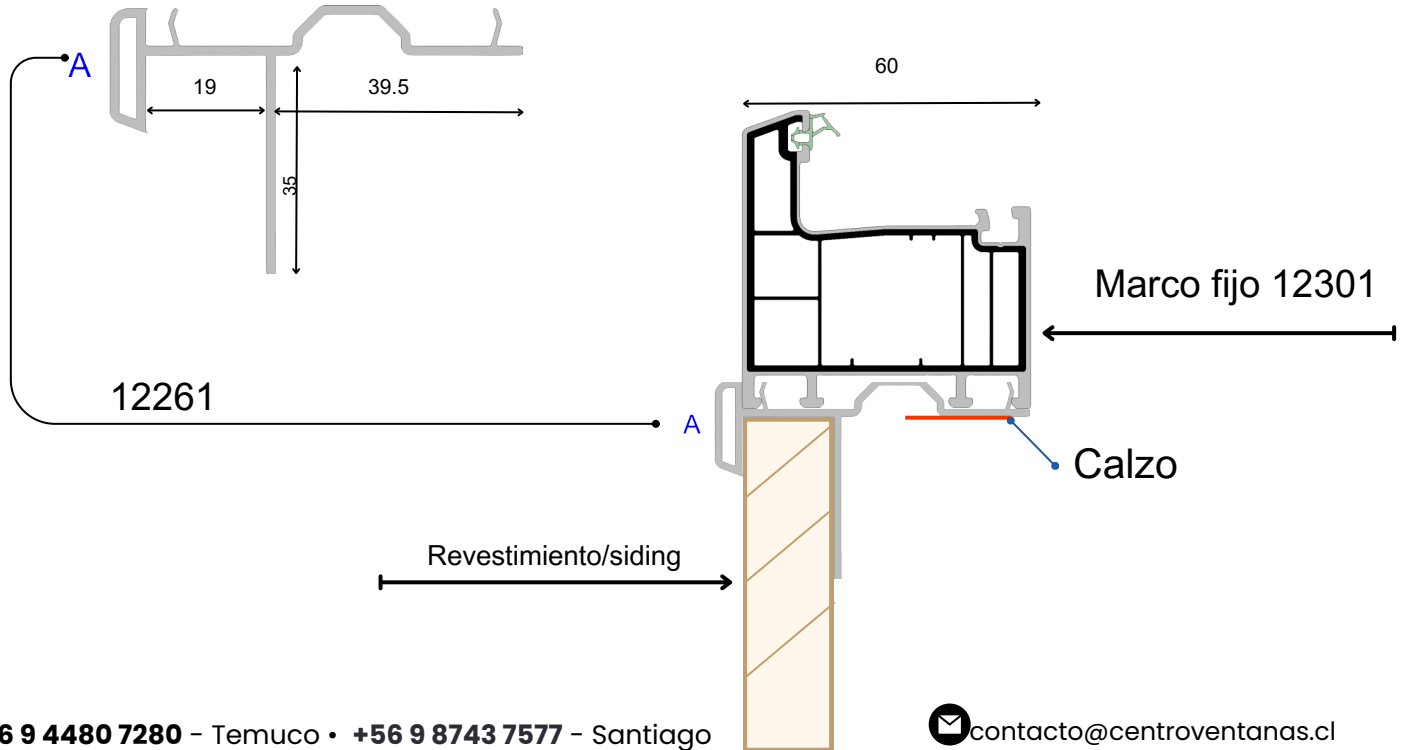 A
19
39.5
35
60
Marco fijo 12301
12261
A
Calzo
Revestimiento/siding
6 9 4480 7280 - Temuco • +56 9 8743 7577 - Santiago
contacto@centroventanas.cl